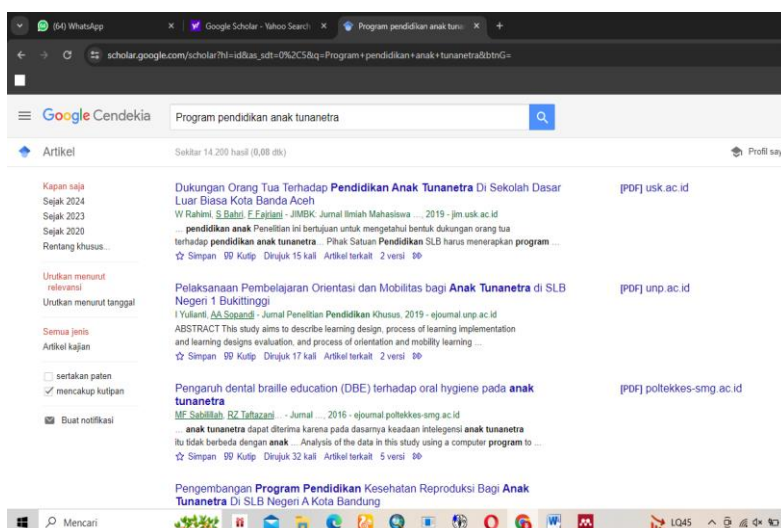 (64) WhatsApp
Google Scholar - Yahoo Search
Program pendidikan anak tuna
scholar.google.com/scholar?hl=id&as_sdt=0%2C5&q=Program+pendidikan+anak+tunanetra&btnG=
Google Cendekia
Program pendidikan anak tunanetra
Artikel
Sekitar 14.200 hasil (0,08 dtk)
Profil say
Kapan saja
Sejak 2024
Sejak 2023
Sejak 2020
Rentang khusus...
Urutkan menurut
relevansi
Urutkan menurut tanggal
Semua jenis
Artikel kajian
sertakan paten
mencakup kutipan
Buat notifikasi
Dukungan Orang Tua Terhadap Pendidikan Anak Tunanetra Di Sekolah Dasar
Luar Biasa Kota Banda Aceh
[PDF] usk.ac.id
W Rahimi, S Bahri, F Fajriani - JIMBK: Jurnal Ilmiah Mahasiswa ..., 2019 - jim.usk.ac.id
... pendidikan anak Penelitian ini bertujuan untuk mengetahui bentuk dukungan orang tua
terhadap pendidikan anak tunanetra... Pihak Satuan Pendidikan SLB harus menerapkan program ...
Simpan Kutip Dirujuk 15 kali Artikel terkait 2 versi
Pelaksanaan Pembelajaran Orientasi dan Mobilitas bagi Anak Tunanetra di SLB
Negeri 1 Bukittinggi
[PDF] unp.ac.id
I Yulianti, AA Sopandi - Jurnal Penelitian Pendidikan Khusus, 2019 - ejournal.unp.ac.id
ABSTRACT This study aims to describe learning design, process of learning implementation
and learning designs evaluation, and process of orientation and mobility learning ...
Simpan Kutip Dirujuk 17 kali Artikel terkait 2 versi
Pengaruh dental braille education (DBE) terhadap oral hygiene pada anak
tunanetra
[PDF] poltekkes-smg.ac.id
MF Sabilillah, RZ Taftazani... - Jurnal ..., 2016 - ejournal.poltekkes-smg.ac.id
... anak tunanetra dapat diterima karena pada dasarnya keadaan intelegensi anak tunanetra
itu tidak berbeda dengan anak ... Analysis of the data in this study using a computer program to ...
Simpan Kutip Dirujuk 32 kali Artikel terkait 5 versi
Pengembangan Program Pendidikan Kesehatan Reproduksi Bagi Anak
Tunanetra Di SLB Negeri A Kota Bandung
Mencari
LQ45